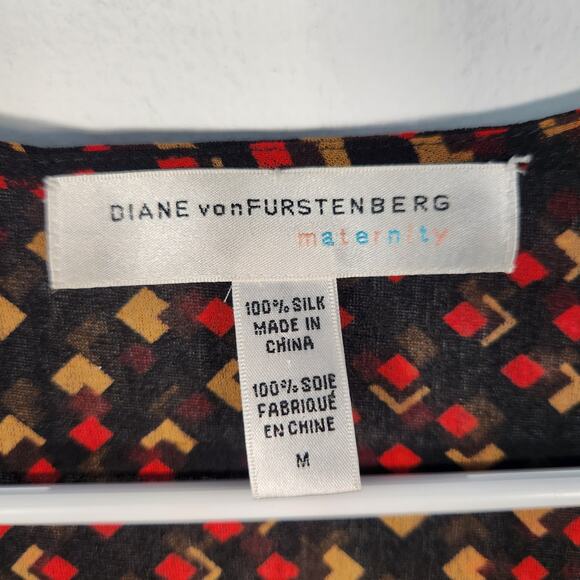 DIANE vonFURSTENBERG
maternity
100% SILK
MADE IN
CHINA
100% SOIE
FABRIQUÉ
EN CHINE
M